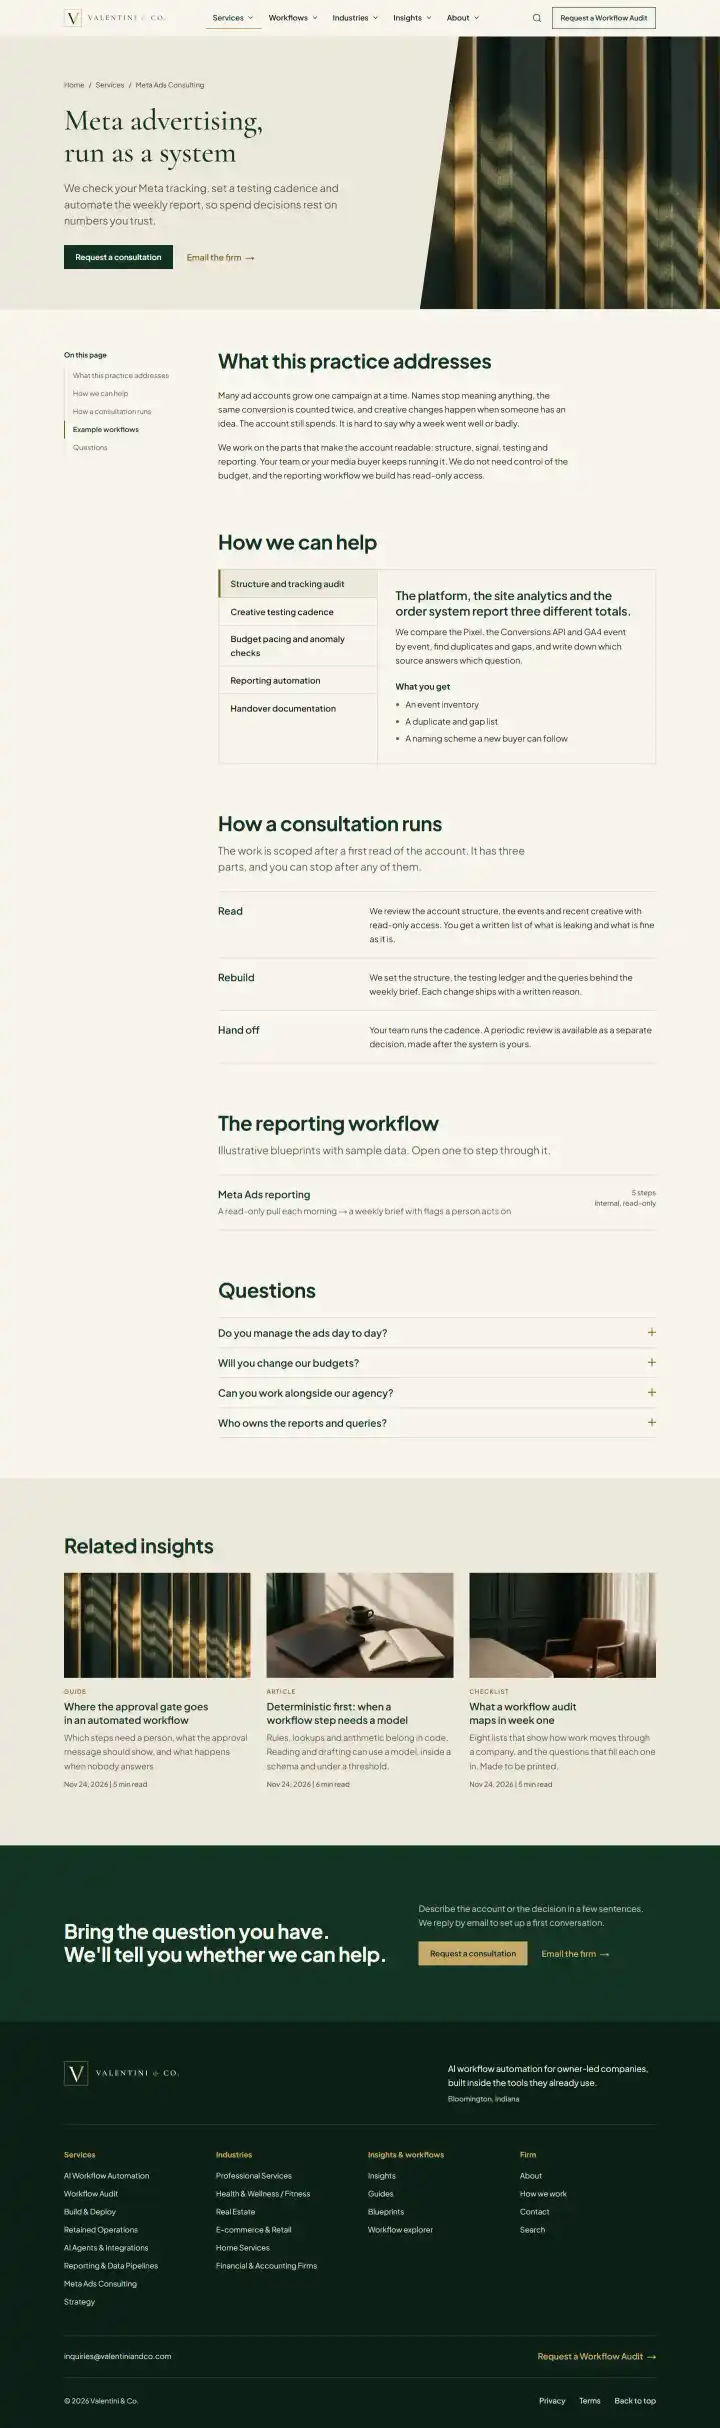 V VALENTINI & CO.
Services
Workflows
Industries
Insights
About
Request a Workflow Audit
Home / Services / Meta Ads Consulting
Meta advertising,
run as a system
We check your Meta tracking, set a testing cadence and
automate the weekly report, so spend decisions rest on
numbers you trust.
Request a consultation
Email the firm →
On this page
What this practice addresses
How we can help
How a consultation runs
Example workflows
Questions
What this practice addresses
Many ad accounts grow one campaign at a time. Names stop meaning anything, the
same conversion is counted twice, and creative changes happen when someone has an
idea. The account still spends. It is hard to say why a week went well or badly.
We work on the parts that make the account readable: structure, signal, testing and
reporting. Your team or your media buyer keeps running it. We do not need control of the
budget, and the reporting workflow we build has read-only access.
How we can help
Structure and tracking audit
Creative testing cadence
Budget pacing and anomaly
checks
Reporting automation
Handover documentation
The platform, the site analytics and the
order system report three different totals.
We compare the Pixel, the Conversions API and GA4 event
by event, find duplicates and gaps, and write down which
source answers which question.
What you get
• An event inventory
• A duplicate and gap list
• A naming scheme a new buyer can follow
How a consultation runs
The work is scoped after a first read of the account. It has three
parts, and you can stop after any of them.
Read
We review the account structure, the events and recent creative with
read-only access. You get a written list of what is leaking and what is fine
as it is.
Rebuild
We set the structure, the testing ledger and the queries behind the
weekly brief. Each change ships with a written reason.
Hand off
Your team runs the cadence. A periodic review is available as a separate
decision, made after the system is yours.
The reporting workflow
Illustrative blueprints with sample data. Open one to step through it.
Meta Ads reporting
A read-only pull each morning → a weekly brief with flags a person acts on
5 steps
Internal, read-only
Questions
Do you manage the ads day to day?
Will you change our budgets?
Can you work alongside our agency?
Who owns the reports and queries?
Related insights
GUIDE
Where the approval gate goes
in an automated workflow
Which steps need a person, what the approval
message should show, and what happens
when nobody answers.
Nov 24, 2026 | 5 min read
ARTICLE
Deterministic first: when a
workflow step needs a model
Rules, lookups and arithmetic belong in code.
Reading and drafting can use a model, inside a
schema and under a threshold.
Nov 24, 2026 | 6 min read
CHECKLIST
What a workflow audit
maps in week one
Eight lists that show how work moves through
a company, and the questions that fill each one
in. Made to be printed.
Nov 24, 2026 | 5 min read
Bring the question you have.
We'll tell you whether we can help.
Describe the account or the decision in a few sentences.
We reply by email to set up a first conversation.
Request a consultation
Email the firm →
V VALENTINI & CO.
AI workflow automation for owner-led companies,
built inside the tools they already use.
Bloomington, Indiana
Services
AI Workflow Automation
Workflow Audit
Build & Deploy
Retained Operations
AI Agents & Integrations
Reporting & Data Pipelines
Meta Ads Consulting
Strategy
Industries
Professional Services
Health & Wellness / Fitness
Real Estate
E-commerce & Retail
Home Services
Financial & Accounting Firms
Insights & workflows
Insights
Guides
Blueprints
Workflow explorer
Firm
About
How we work
Contact
Search
inquiries@valentiniandco.com
Request a Workflow Audit →
© 2026 Valentini & Co.
Privacy
Terms
Back to top